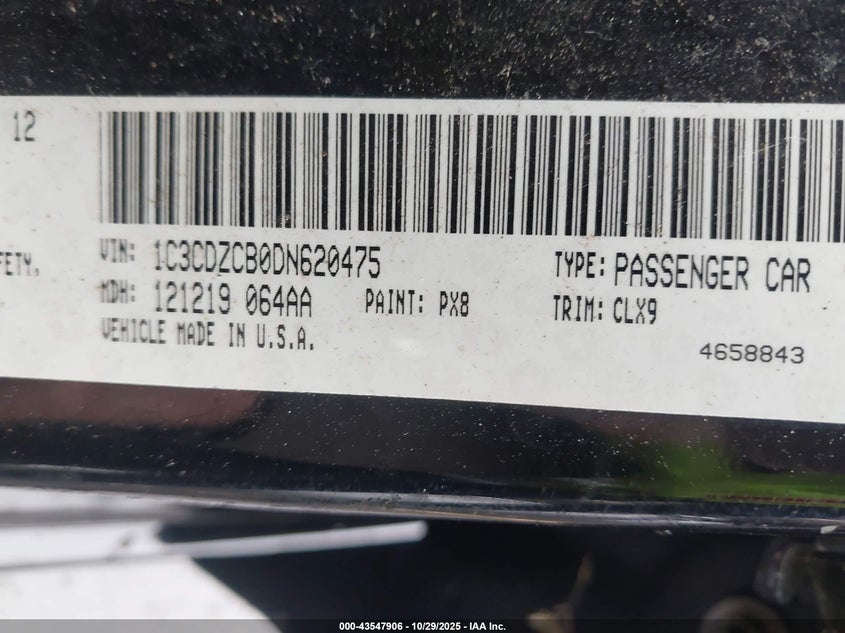 12
FETY,
VIN: 1C3CDZCB0DN620475 TYPE: PASSENGER CAR
MDH: 121219 064AA PAINT: PX8 TRIM: CLX9
VEHICLE MADE IN U.S.A. 4658843
000-43547906 - 10/29/2025 - IAA Inc.